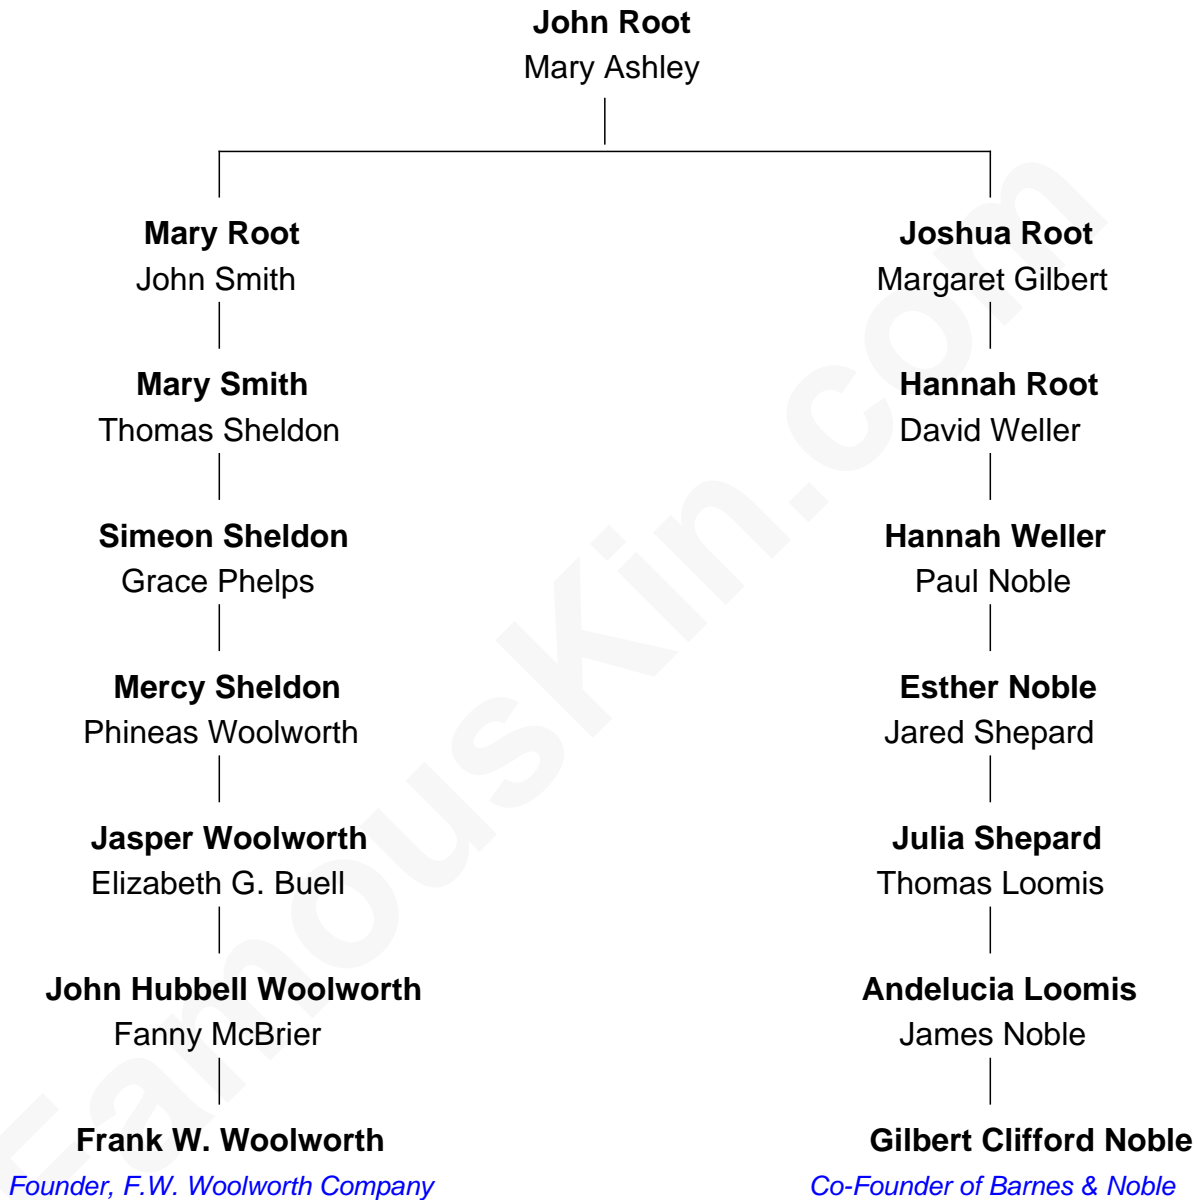 John Root
Mary Ashley
Mary Root
John Smith
Joshua Root
Margaret Gilbert
Mary Smith
Thomas Sheldon
Hannah Root
David Weller
Simeon Sheldon
Grace Phelps
Hannah Weller
Paul Noble
Mercy Sheldon
Phineas Woolworth
Esther Noble
Jared Shepard
Jasper Woolworth
Elizabeth G. Buell
Julia Shepard
Thomas Loomis
John Hubbell Woolworth
Fanny McBrier
Andelucia Loomis
James Noble
Frank W. Woolworth
Founder, F.W. Woolworth Company
Gilbert Clifford Noble
Co-Founder of Barnes & Noble
FamousKin.com